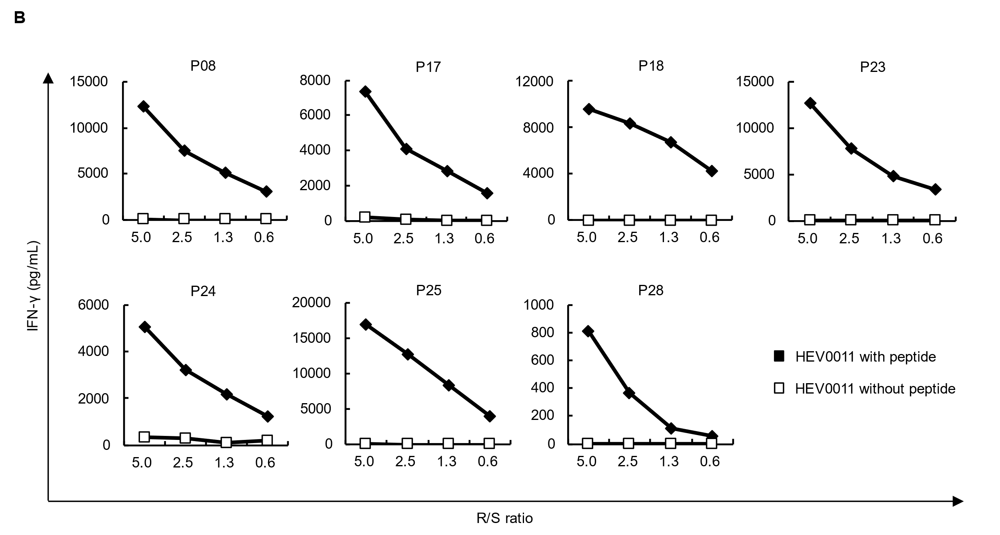 B
P08
15000
10000
5000
0
5.0 2.5 1.3 0.6
P17
8000
6000
4000
2000
0
5.0 2.5 1.3 0.6
P18
12000
8000
4000
0
5.0 2.5 1.3 0.6
P23
15000
10000
5000
0
5.0 2.5 1.3 0.6
IFN-γ (pg/mL)
P24
6000
4000
2000
0
5.0 2.5 1.3 0.6
P25
20000
15000
10000
5000
0
5.0 2.5 1.3 0.6
P28
1000
800
600
400
200
0
5.0 2.5 1.3 0.6
HEV0011 with peptide
HEV0011 without peptide
R/S ratio